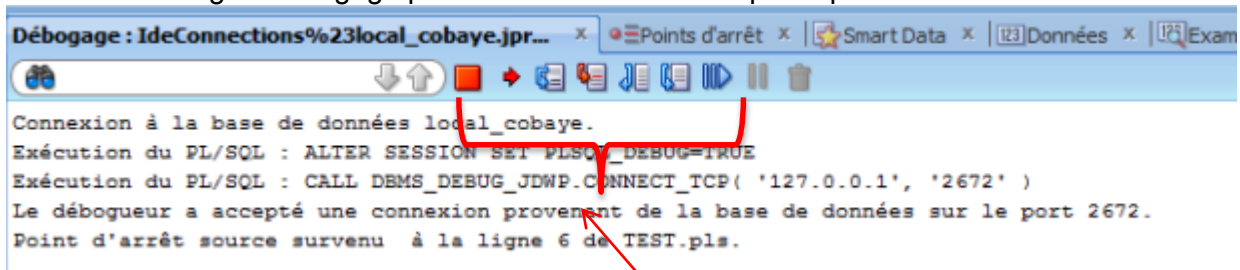 Débogage : IdeConnections%23local_cobaye.jpr... Points d'arrêt Smart Data Données Exam
Connexion à la base de données local_cobaye.
Exécution du PL/SQL : ALTER SESSION SET PLSQL_DEBUG=TRUE
Exécution du PL/SQL : CALL DBMS_DEBUG_JDWP.CONNECT_TCP( '127.0.0.1', '2672' )
Le débogueur a accepté une connexion provenant de la base de données sur le port 2672.
Point d'arrêt source survenu à la ligne 6 de TEST.pls.